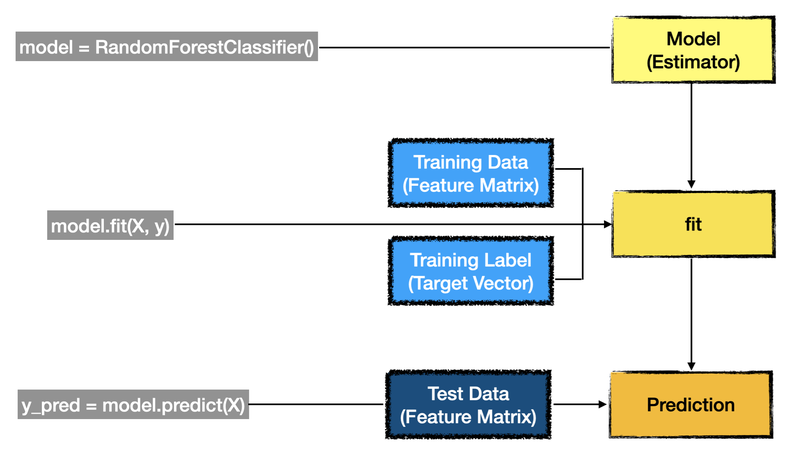 model = RandomForestClassifier()
Model
(Estimator)
Training Data
(Feature Matrix)
model.fit(X, y)
fit
Training Label
(Target Vector)
y_pred = model.predict(X)
Test Data
(Feature Matrix)
Prediction